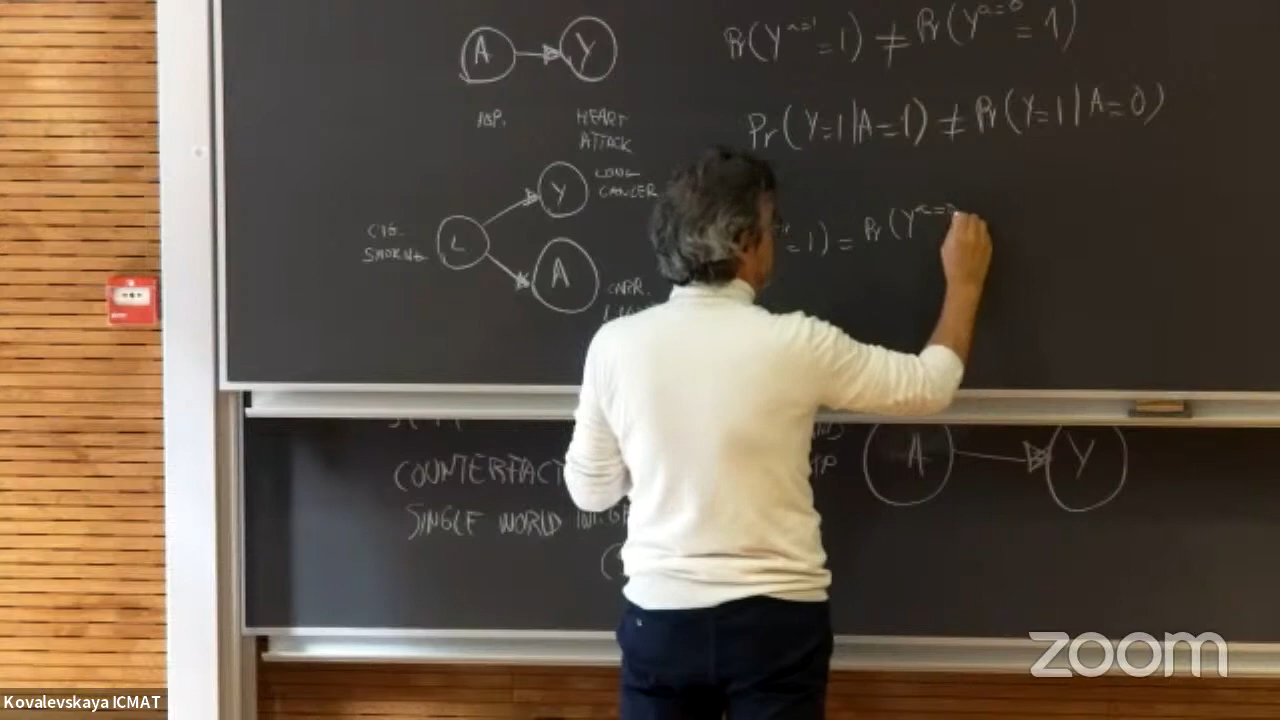 A → Y
Pr(Y^{a=1}=1) ≠ Pr(Y^{a=0}=1)
ASP.
HEART
ATTACK
Pr(Y=1|A=1) ≠ Pr(Y=1|A=0)
Y
LUNG
CANCER
CIG.
SMOKING
L
A
CARR.
=1) = Pr(Y^{a=
COUNTERFACT
SINGLE WORLD
A → Y
zoom
Kovalevskaya ICMAT